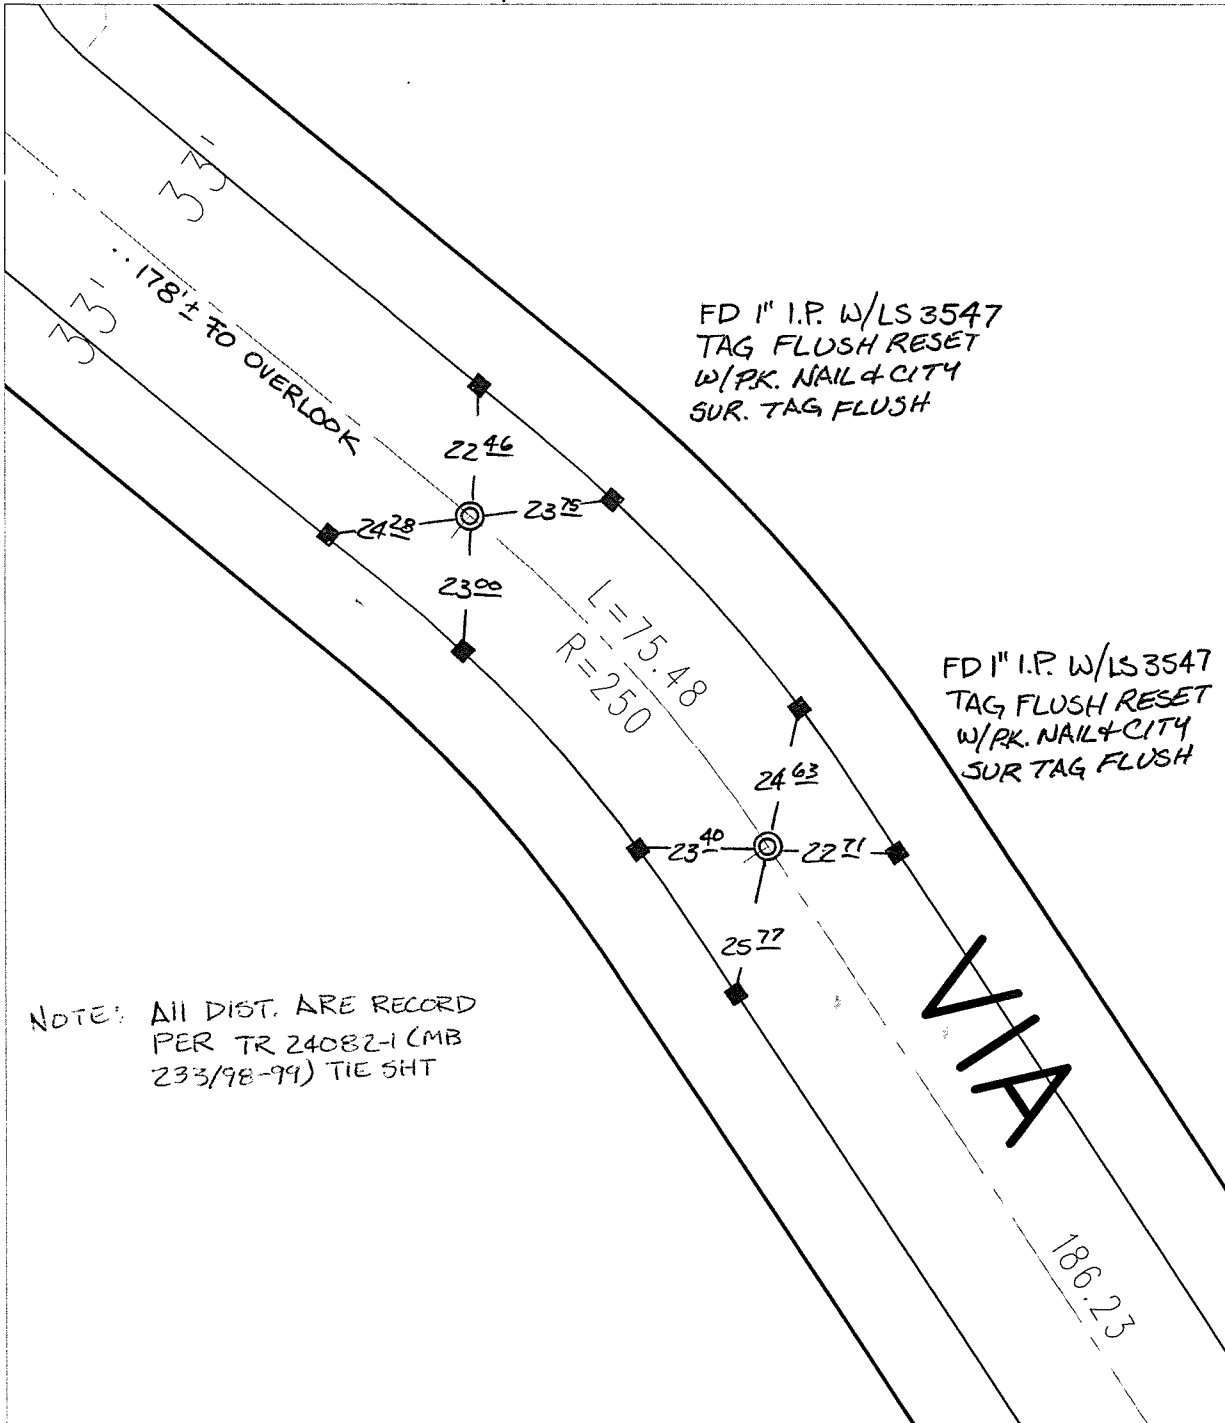 33'
33'
178'± TO OVERLOOK
FD 1" I.P. W/LS 3547
TAG FLUSH RESET
W/P.K. NAIL & CITY
SUR. TAG FLUSH
22 46
23 75
24 28
23 00
L=75.48
R=250
FD 1" I.P. W/LS 3547
TAG FLUSH RESET
W/P.K. NAIL & CITY
SUR TAG FLUSH
24 63
23 40
22 71
25 77
VIA
NOTE: All DIST. ARE RECORD
PER TR 24082-1 (MB
233/98-99) TIE SHT
186.23